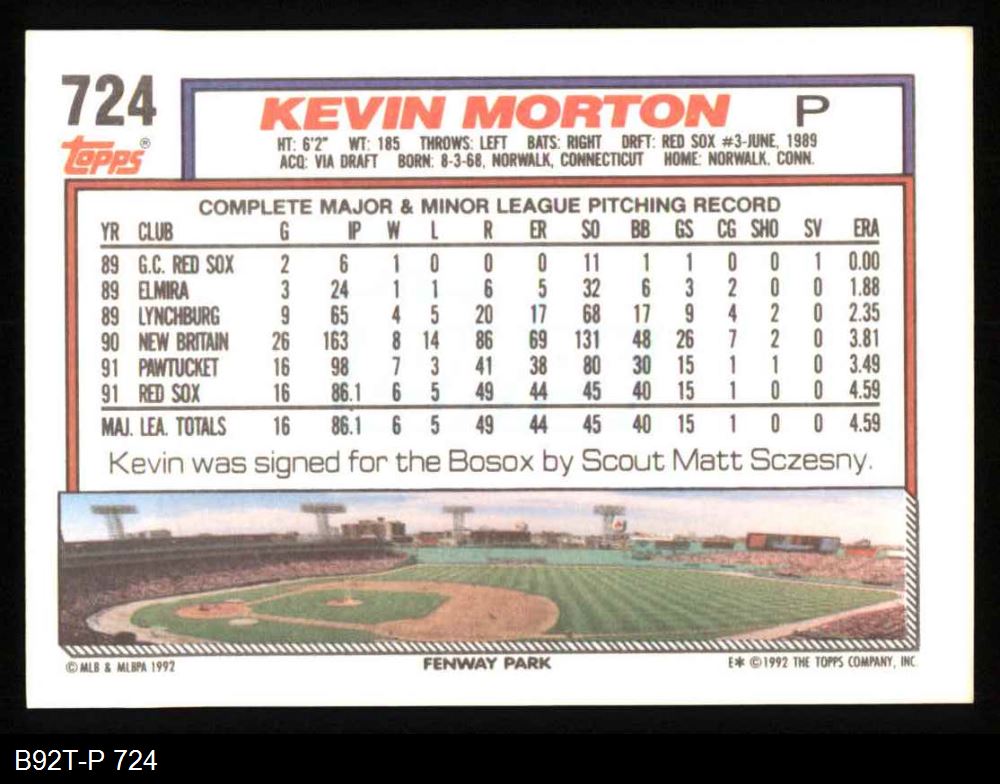 724
Topps®
KEVIN MORTON P
HT: 6'2" WT: 185 THROWS: LEFT BATS: RIGHT DRFT: RED SOX #3-JUNE, 1989
ACQ: VIA DRAFT BORN: 8-3-68, NORWALK, CONNECTICUT HOME: NORWALK, CONN.
COMPLETE MAJOR & MINOR LEAGUE PITCHING RECORD
YR CLUB G IP W L R ER SO BB GS CG SHO SV ERA
89 G.C. RED SOX 2 6 1 0 0 0 11 1 1 0 0 1 0.00
89 ELMIRA 3 24 1 1 6 5 32 6 3 2 0 0 1.88
89 LYNCHBURG 9 65 4 5 20 17 68 17 9 4 2 0 2.35
90 NEW BRITAIN 26 163 8 14 86 69 131 48 26 7 2 0 3.81
91 PAWTUCKET 16 98 7 3 41 38 80 30 15 1 1 0 3.49
91 RED SOX 16 86.1 6 5 49 44 45 40 15 1 0 0 4.59
MAJ. LEA. TOTALS 16 86.1 6 5 49 44 45 40 15 1 0 0 4.59
Kevin was signed for the Bosox by Scout Matt Sczesny.
© MLB & MLBPA 1992 FENWAY PARK E* © 1992 THE TOPPS COMPANY, INC.
B92T-P 724